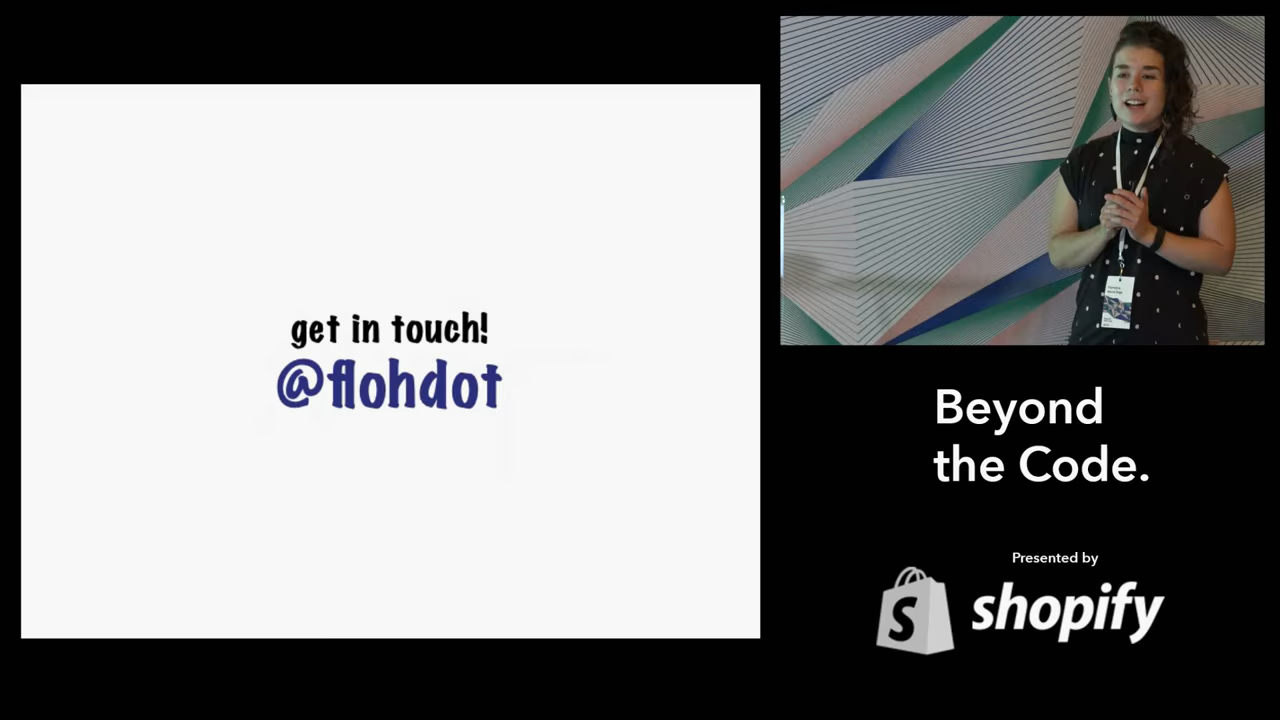 get in touch!
@flohdot
Beyond
the Code.
Presented by
S
shopify